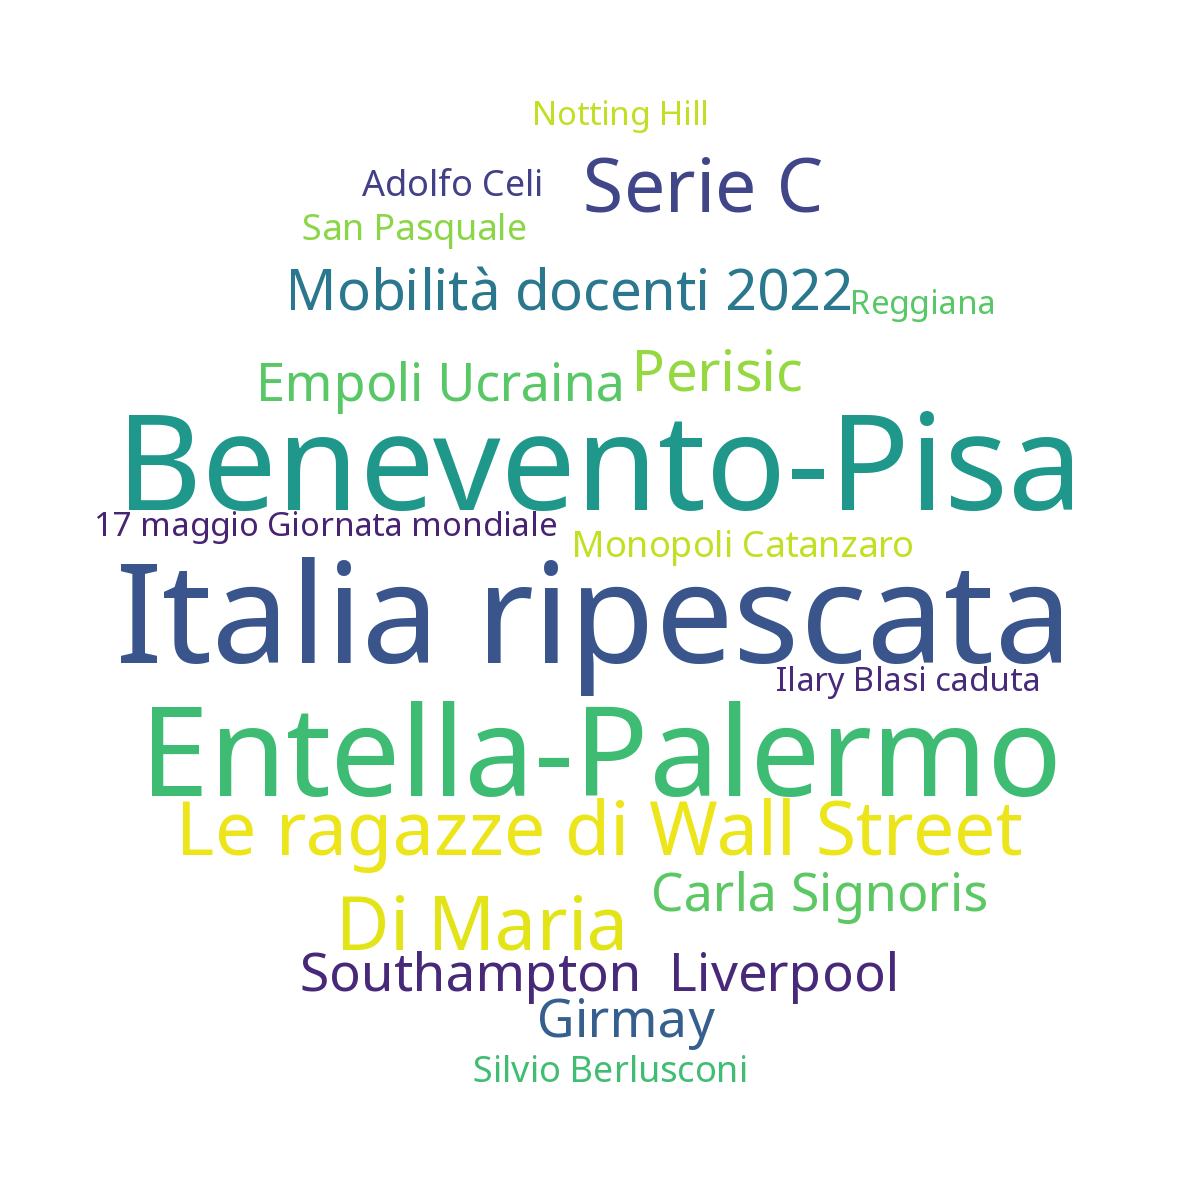 Notting Hill
Adolfo Celi
Serie C
San Pasquale
Mobilità docenti 2022
Reggiana
Empoli Ucraina
Perisic
Benevento-Pisa
17 maggio Giornata mondiale
Monopoli Catanzaro
Italia ripescata
Ilary Blasi caduta
Entella-Palermo
Le ragazze di Wall Street
Carla Signoris
Di Maria
Southampton Liverpool
Girmay
Silvio Berlusconi